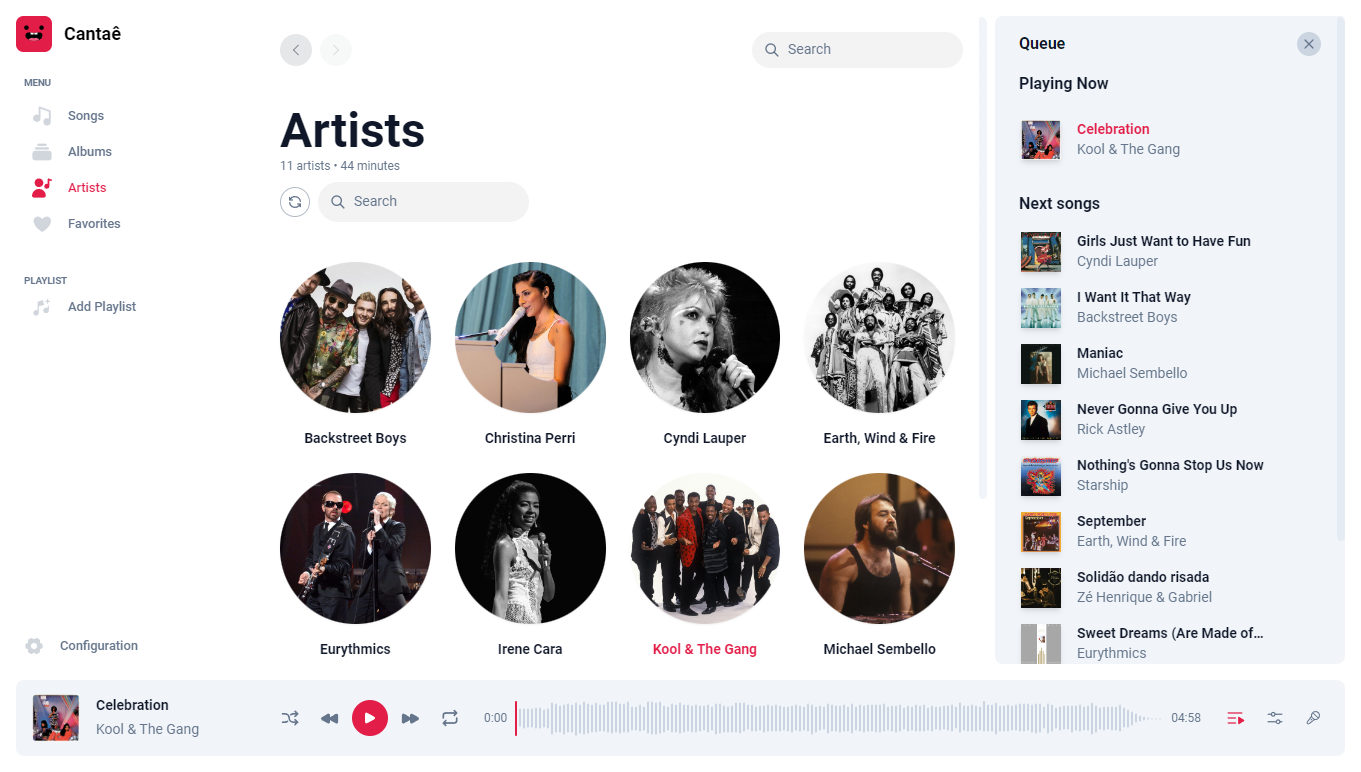 Cantaê
MENU
Songs
Albums
Artists
Favorites
PLAYLIST
Add Playlist
Configuration
Search
Artists
11 artists • 44 minutes
Search
Backstreet Boys
Christina Perri
Cyndi Lauper
Earth, Wind & Fire
Eurythmics
Irene Cara
Kool & The Gang
Michael Sembello
Queue
Playing Now
Celebration
Kool & The Gang
Next songs
Girls Just Want to Have Fun
Cyndi Lauper
I Want It That Way
Backstreet Boys
Maniac
Michael Sembello
Never Gonna Give You Up
Rick Astley
Nothing's Gonna Stop Us Now
Starship
September
Earth, Wind & Fire
Solidão dando risada
Zé Henrique & Gabriel
Sweet Dreams (Are Made of…
Eurythmics
Celebration
Kool & The Gang
0:00
04:58